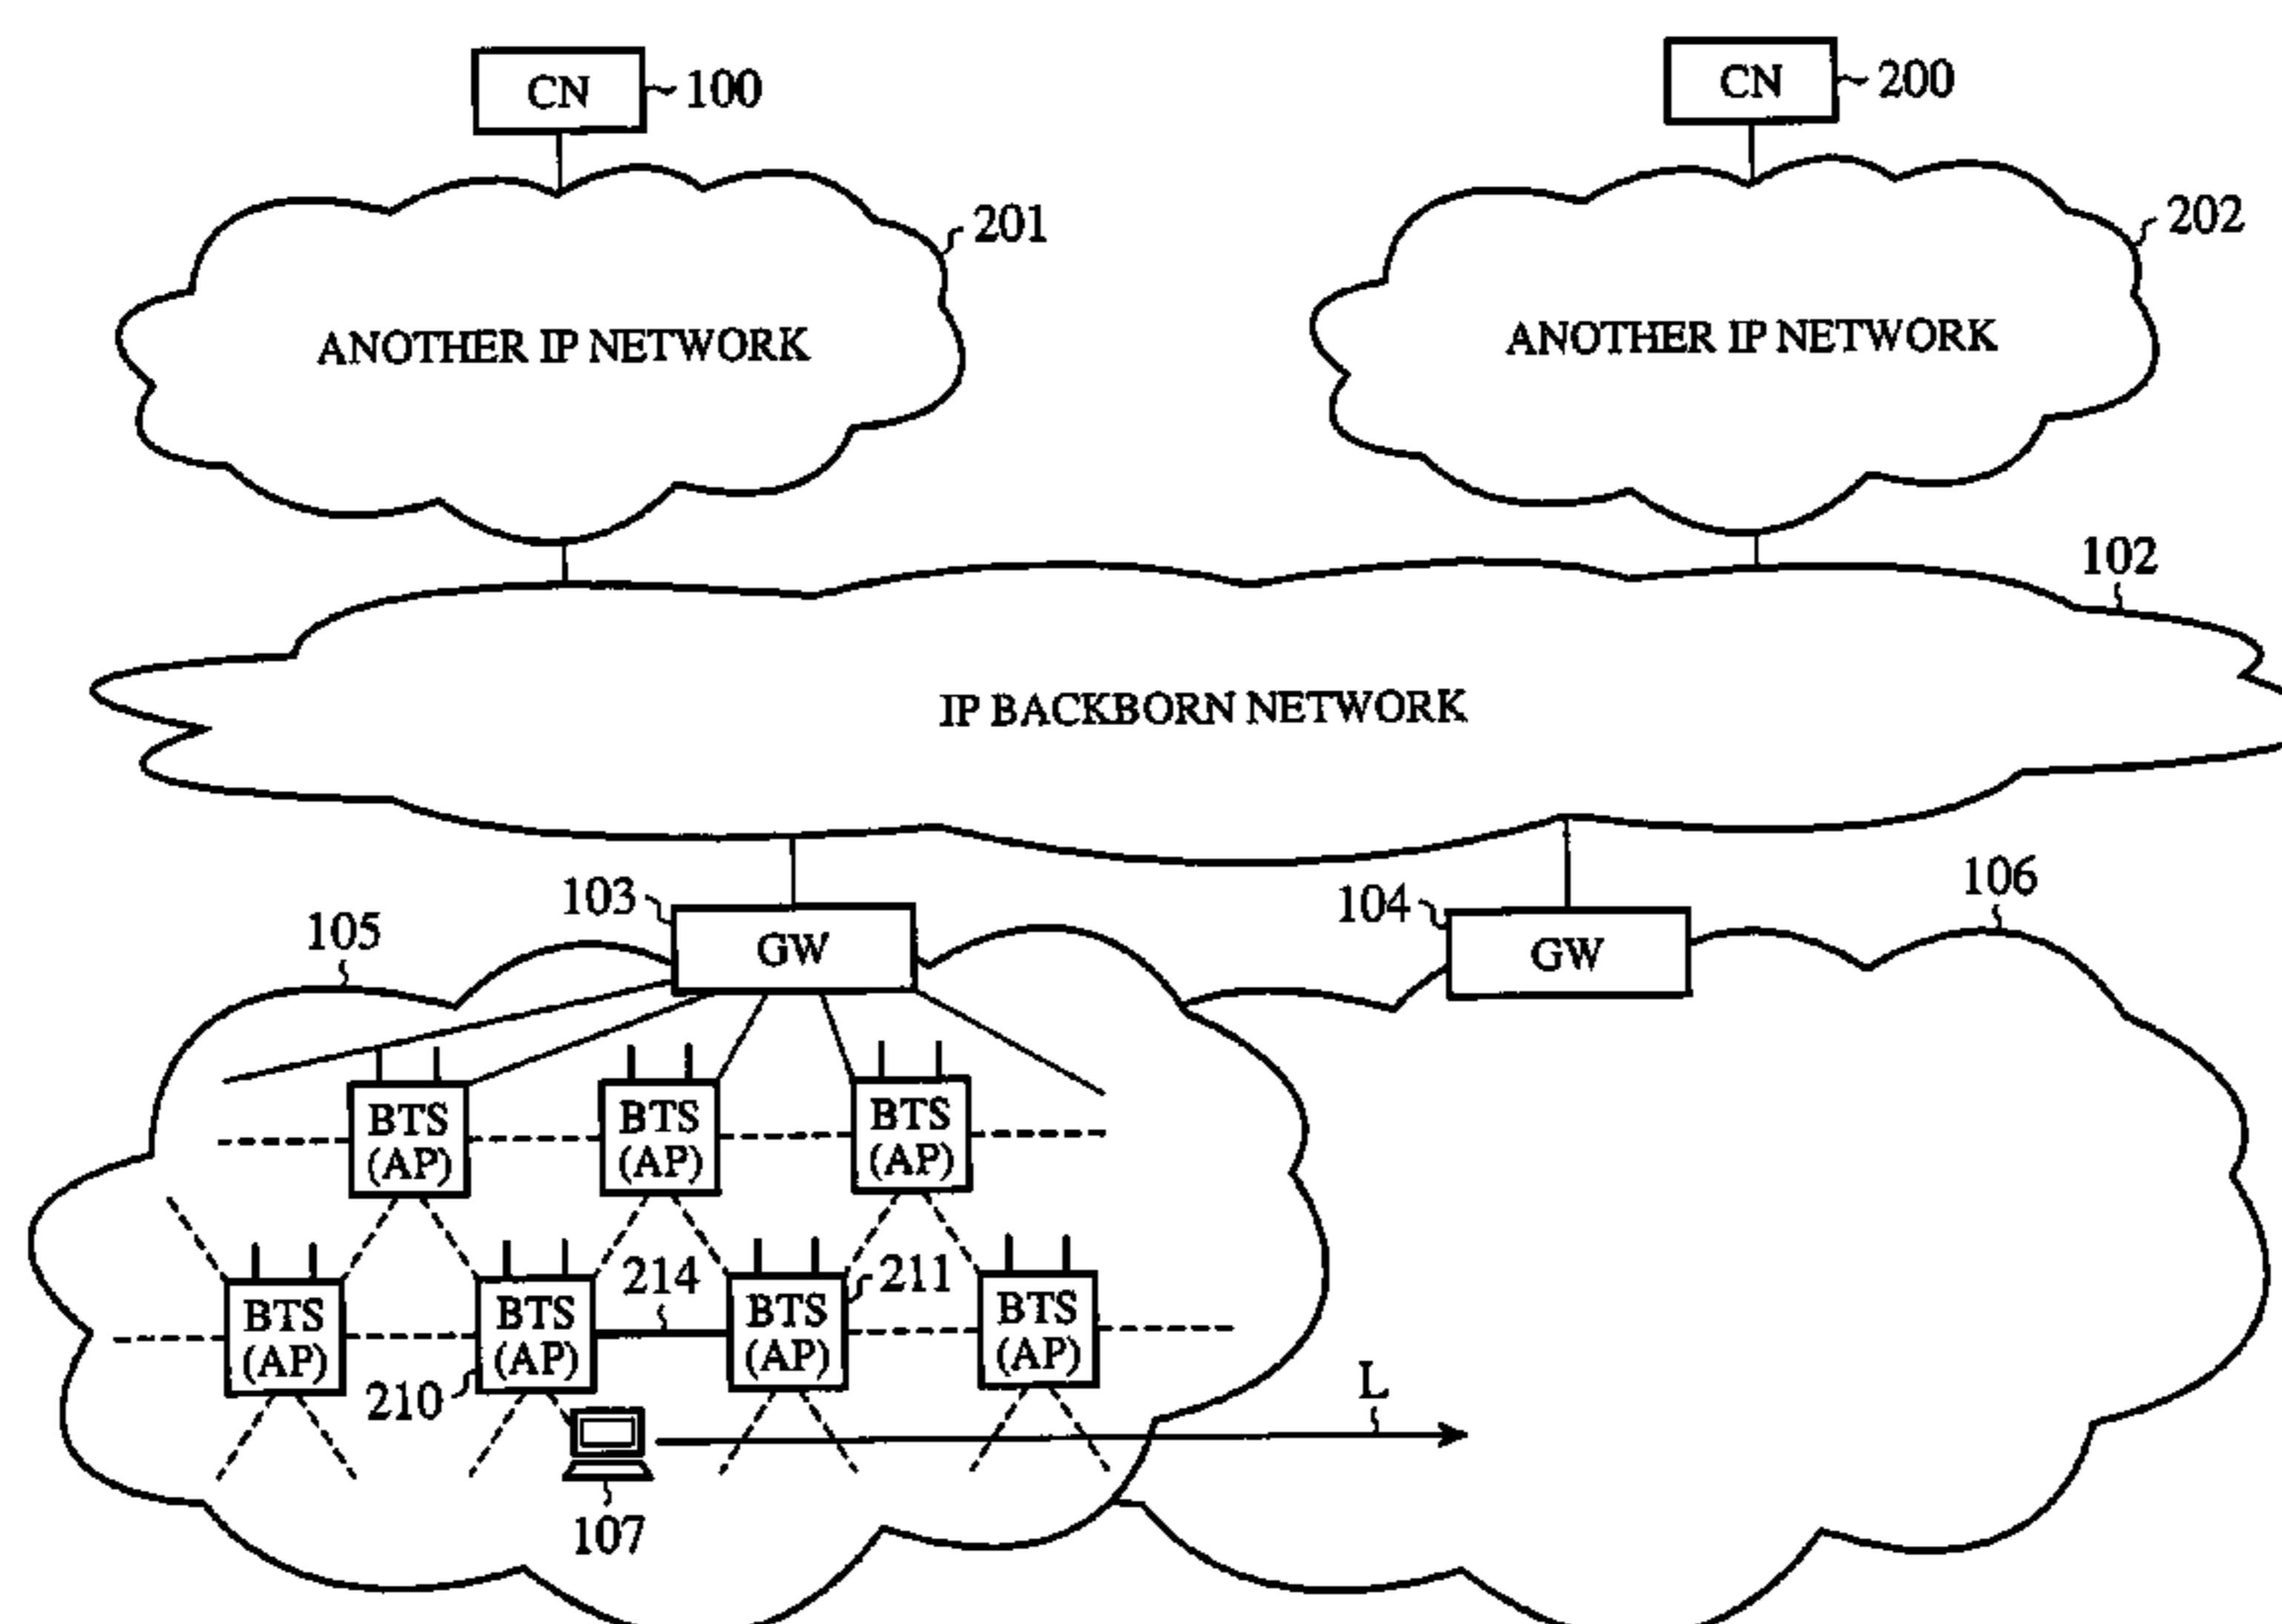 CN 100
CN 200
201
202
ANOTHER IP NETWORK
ANOTHER IP NETWORK
102
IP BACKBORN NETWORK
103
GW
104
GW
106
105
BTS
(AP)
BTS
(AP)
BTS
(AP)
BTS
(AP)
BTS
(AP)
BTS
(AP)
BTS
(AP)
214
211
210
L
107